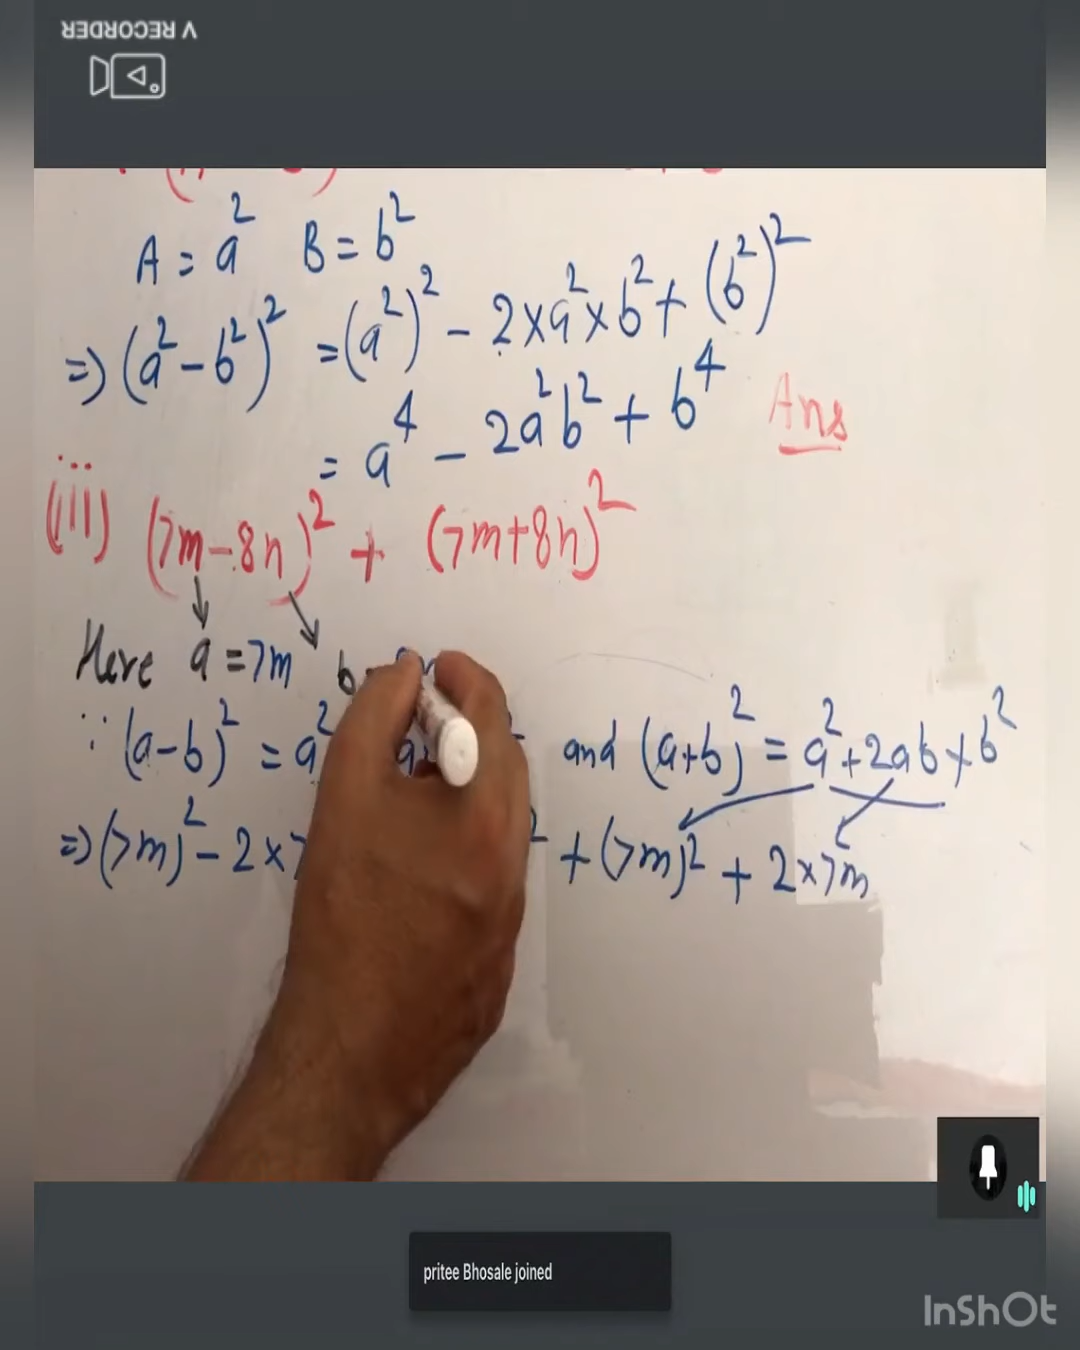 V RECORDER
A = a² B = b²
=> (a² - b²)² = (a²)² - 2 × a² × b² + (b²)²
= a⁴ - 2a²b² + b⁴ Ans
(iii) (7m - 8n)² + (7m + 8n)²
Here a = 7m b
∵ (a - b)² = a² and (a + b)² = a² + 2ab + b²
=> (7m)² - 2 × 7 ² + (7m)² + 2 × 7m
pritee Bhosale joined
InShOt